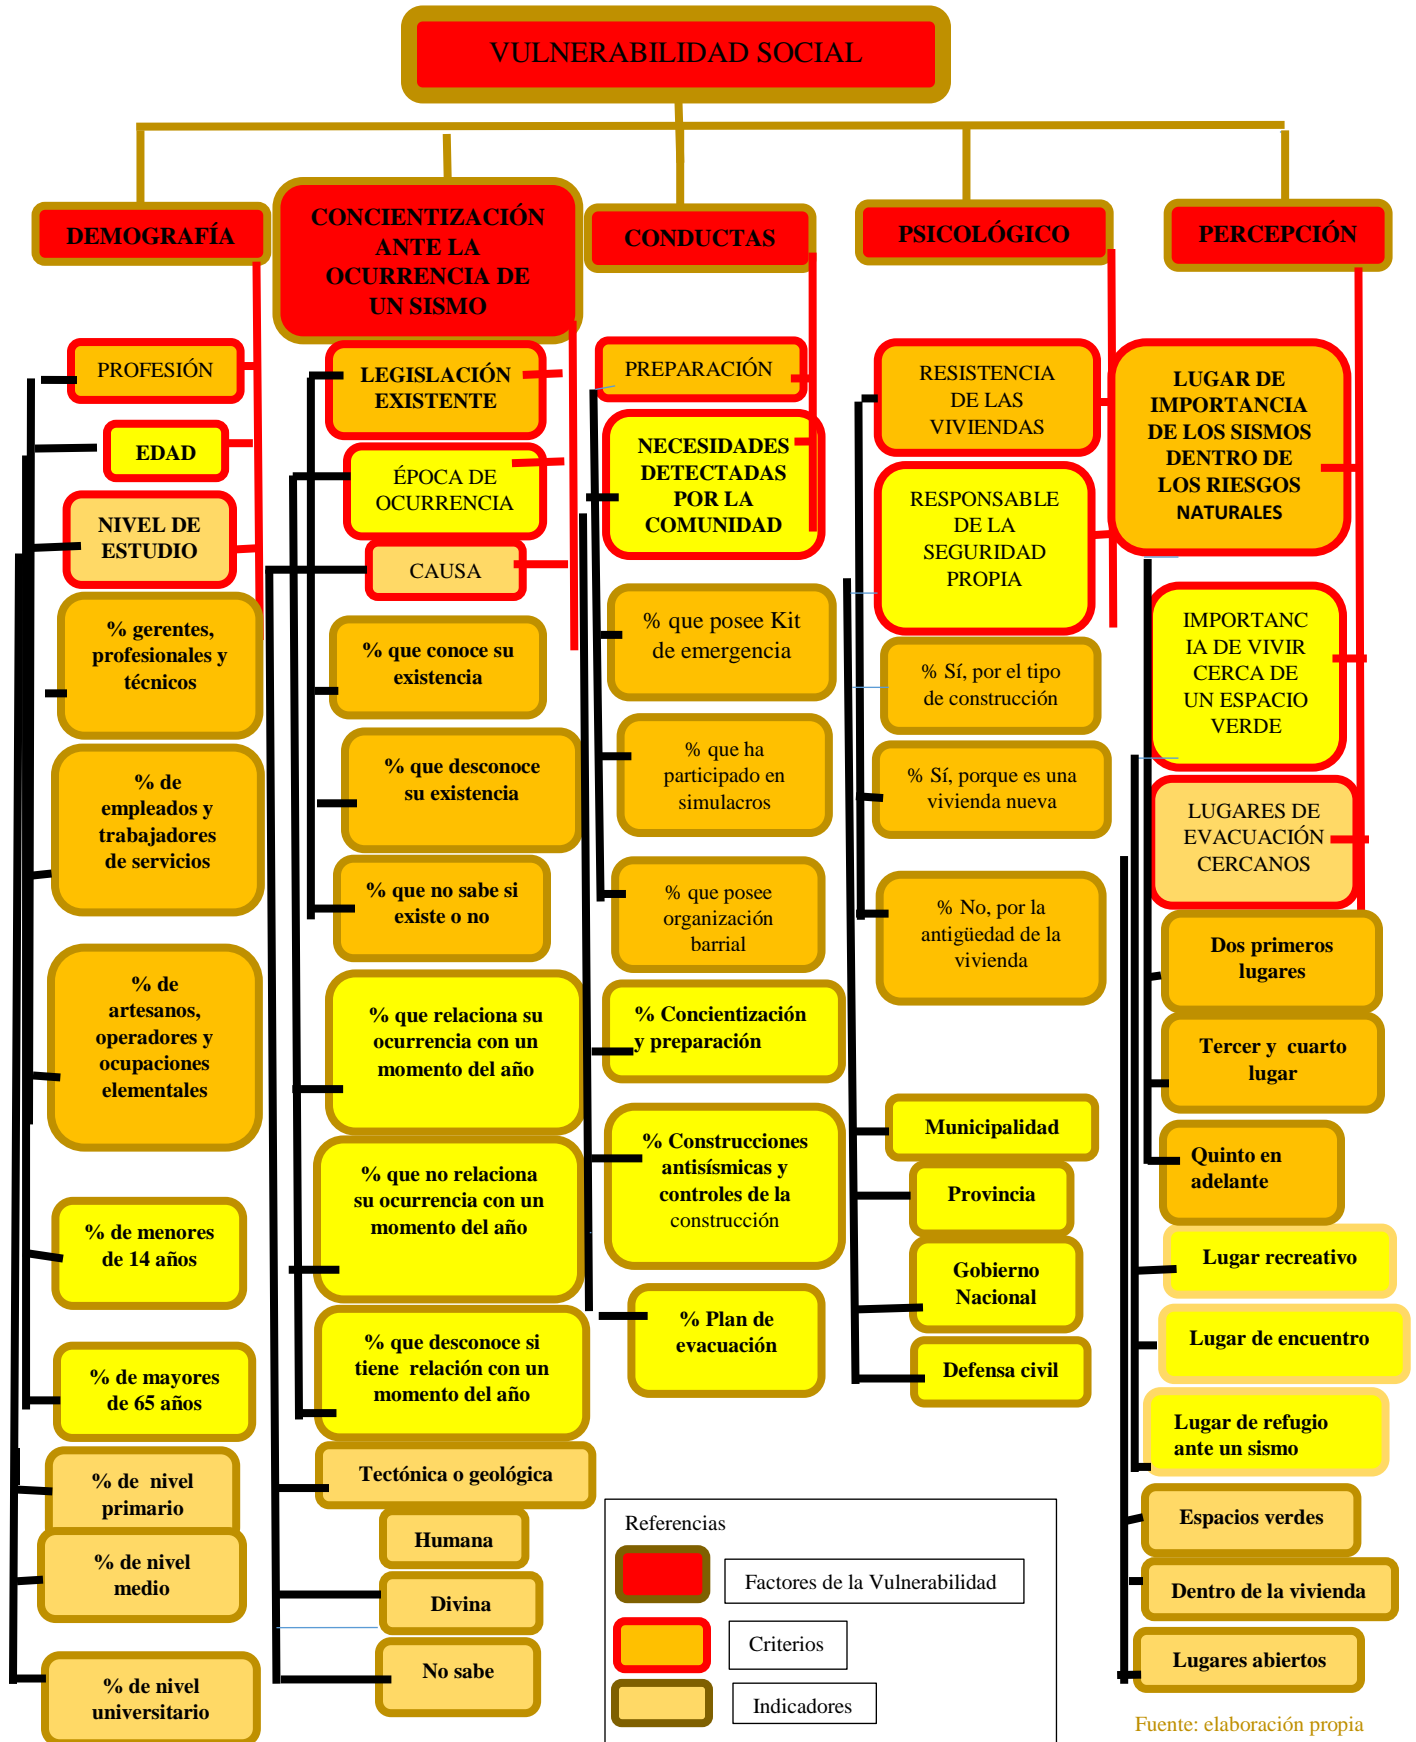 VULNERABILIDAD SOCIAL
DEMOGRAFÍA
PROFESIÓN
EDAD
NIVEL DE
ESTUDIO
% gerentes,
profesionales y
técnicos
% de
empleados y
trabajadores
de servicios
% de
artesanos,
operadores y
ocupaciones
elementales
% de menores
de 14 años
% de mayores
de 65 años
% de nivel
primario
% de nivel
medio
% de nivel
universitario
CONCIENTIZACIÓN
ANTE LA
OCURRENCIA DE
UN SISMO
LEGISLACIÓN
EXISTENTE
ÉPOCA DE
OCURRENCIA
CAUSA
% que conoce su
existencia
% que desconoce
su existencia
% que no sabe si
existe o no
% que relaciona su
ocurrencia con un
momento del año
% que no relaciona
su ocurrencia con un
momento del año
% que desconoce si
tiene relación con un
momento del año
Tectónica o geológica
Humana
Divina
No sabe
CONDUCTAS
PREPARACIÓN
NECESIDADES
DETECTADAS
POR LA
COMUNIDAD
% que posee Kit
de emergencia
% que ha
participado en
simulacros
% que posee
organización
barrial
% Concientización
y preparación
% Construcciones
antisísmicas y
controles de la
construcción
% Plan de
evacuación
PSICOLÓGICO
RESISTENCIA
DE LAS
VIVIENDAS
RESPONSABLE
DE LA
SEGURIDAD
PROPIA
% Sí, por el tipo
de construcción
% Sí, porque es una
vivienda nueva
% No, por la
antigüedad de la
vivienda
Municipalidad
Provincia
Gobierno
Nacional
Defensa civil
PERCEPCIÓN
LUGAR DE
IMPORTANCIA
DE LOS SISMOS
DENTRO DE
LOS RIESGOS
NATURALES
IMPORTANC
IA DE VIVIR
CERCA DE
UN ESPACIO
VERDE
LUGARES DE
EVACUACIÓN
CERCANOS
Dos primeros
lugares
Tercer y cuarto
lugar
Quinto en
adelante
Lugar recreativo
Lugar de encuentro
Lugar de refugio
ante un sismo
Espacios verdes
Dentro de la vivienda
Lugares abiertos
Referencias
Factores de la Vulnerabilidad
Criterios
Indicadores
Fuente: elaboración propia